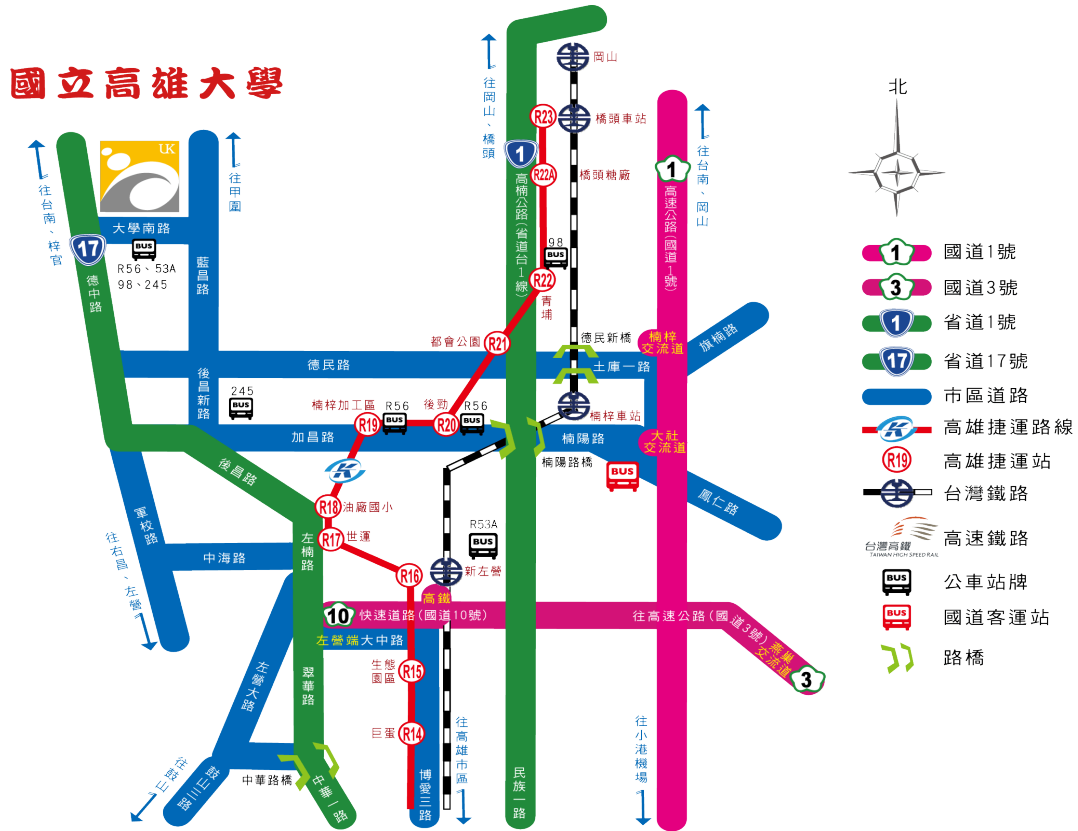 國立高雄大學
UK
北
往台南、梓官
往甲圍
往岡山、橋頭
往台南、岡山
岡山
R23
橋頭車站
1
高楠公路(省道台1線)
R22A
橋頭糖廠
1
高速公路(國道1號)
大學南路
BUS
R56、53A
98、245
17
德中路
藍昌路
98
BUS
R22
青埔
都會公園
R21
德民新橋
楠梓
交流道
旗楠路
德民路
土庫一路
後昌新路
245
BUS
楠梓加工區
R19
R56
BUS
後勁
R20
R56
BUS
楠梓車站
加昌路
楠陽路
大社
交流道
楠陽路橋
BUS
鳳仁路
後昌路
K
R18
油廠國小
軍校路
左楠路
R17
世運
R53A
BUS
往右昌、左營
中海路
R16
新左營
高鐵
10
快速道路(國道10號)
往高速公路(國道3號)
燕巢
交流道
3
左營端大中路
左營大路
翠華路
生態
園區
R15
巨蛋
R14
往高雄市區
往小港機場
往鼓山
鼓山三路
中華路橋
中華一路
博愛三路
民族一路
1
國道1號
3
國道3號
1
省道1號
17
省道17號
市區道路
K
高雄捷運路線
R19
高雄捷運站
台灣鐵路
台灣高鐵
TAIWAN HIGH SPEED RAIL
高速鐵路
BUS
公車站牌
BUS
國道客運站
路橋